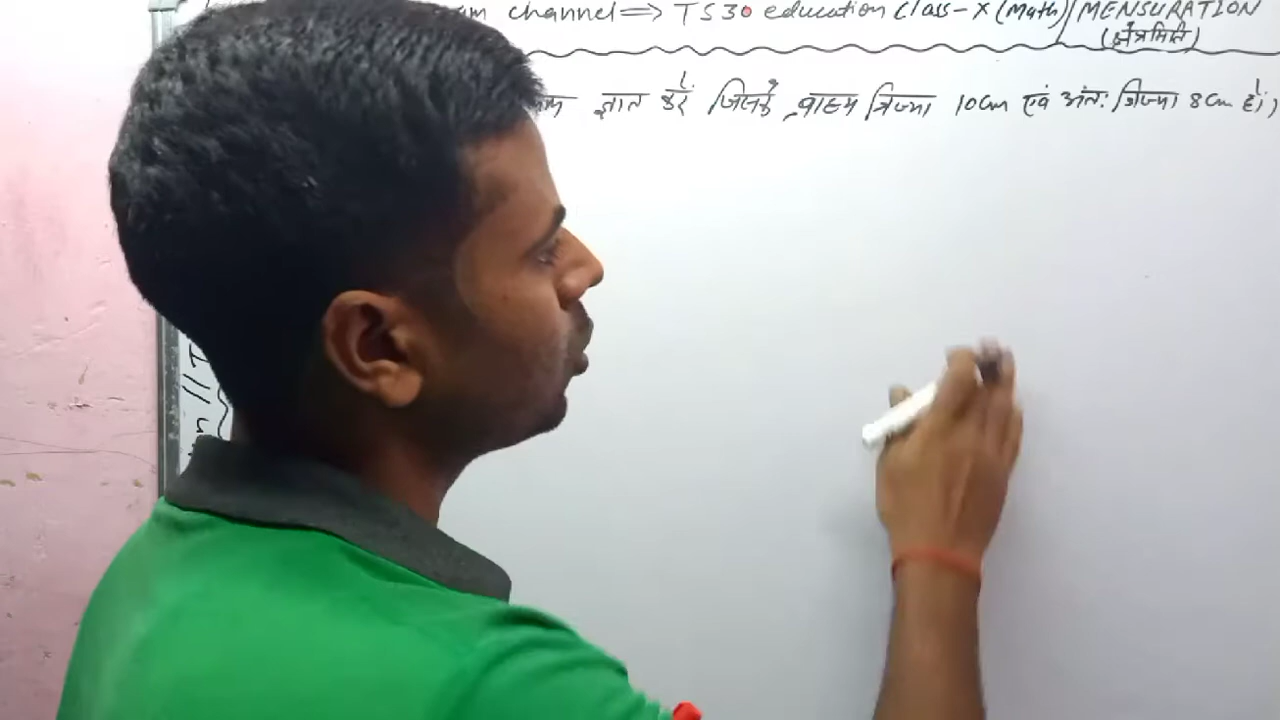 channel ⇒ TS30 education Class-X (Math) // MENSURATION
(क्षेत्रमिति)
ज्ञात करें जिसके बाह्य त्रिज्या 10cm एवं अंतः त्रिज्या 8cm है।